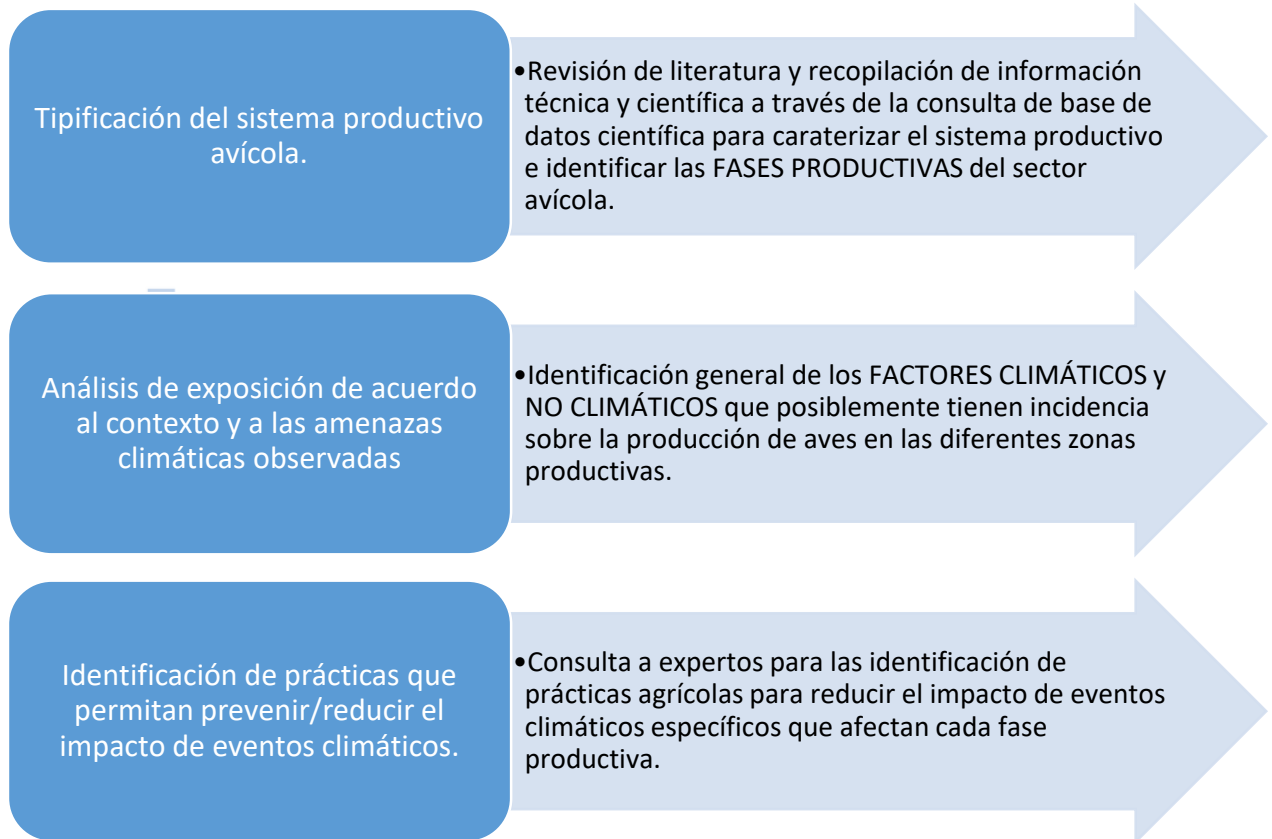 Tipificación del sistema productivo
avícola.
•Revisión de literatura y recopilación de información
técnica y científica a través de la consulta de base de
datos científica para caraterizar el sistema productivo
e identificar las FASES PRODUCTIVAS del sector
avícola.
Análisis de exposición de acuerdo
al contexto y a las amenazas
climáticas observadas
•Identificación general de los FACTORES CLIMÁTICOS y
NO CLIMÁTICOS que posiblemente tienen incidencia
sobre la producción de aves en las diferentes zonas
productivas.
Identificación de prácticas que
permitan prevenir/reducir el
impacto de eventos climáticos.
•Consulta a expertos para las identificación de
prácticas agrícolas para reducir el impacto de eventos
climáticos específicos que afectan cada fase
productiva.